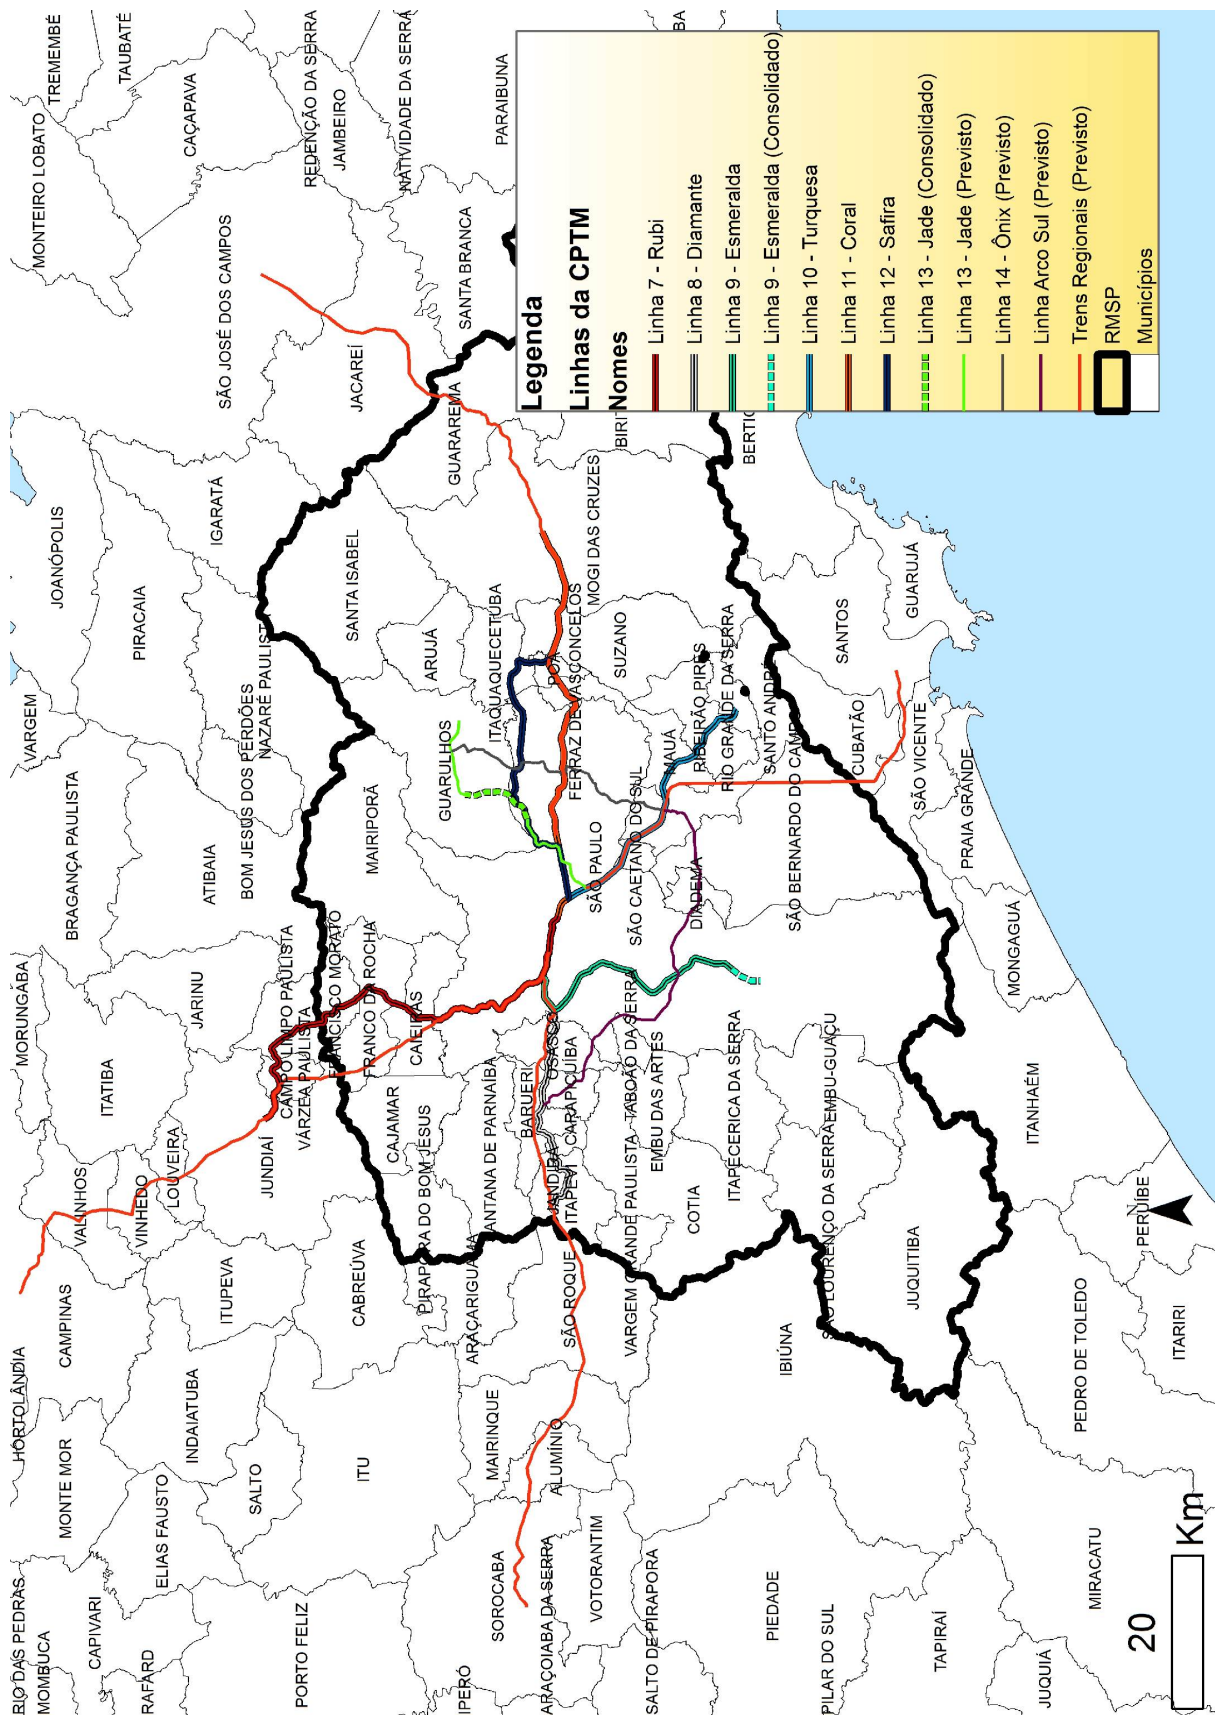 Legenda
Linhas da CPTM
Nomes
Linha 7 - Rubi
Linha 8 - Diamante
Linha 9 - Esmeralda
Linha 9 - Esmeralda (Consolidado)
Linha 10 - Turquesa
Linha 11 - Coral
Linha 12 - Safira
Linha 13 - Jade (Consolidado)
Linha 13 - Jade (Previsto)
Linha 14 - Ônix (Previsto)
Linha Arco Sul (Previsto)
Trens Regionais (Previsto)
RMSP
Municípios
RIO DAS PEDRAS
HORTOLÂNDIA
MORUNGABA
VARGEM
MONTEIRO LOBATO
TREMEMBÉ
MOMBUCA
MONTE MOR
CAMPINAS
VALINHOS
BRAGANÇA PAULISTA
JOANÓPOLIS
TAUBATÉ
CAPIVARI
ITATIBA
PIRACAIA
RAFARD
ELIAS FAUSTO
INDAIATUBA
VINHEDO
LOUVEIRA
JARINU
ATIBAIA
IGARATÁ
SÃO JOSÉ DOS CAMPOS
CAÇAPAVA
SALTO
ITUPEVA
JUNDIAÍ
CAMPO LIMPO PAULISTA
VÁRZEA PAULISTA
BOM JESUS DOS PERDÕES
NAZARÉ PAULIST
REDENÇÃO DA SERRA
JAMBEIRO
PORTO FELIZ
ITU
CABREÚVA
CAJAMAR
FRANCISCO MORATO
FRANCO DA ROCHA
CAIEIRAS
MAIRIPORÃ
SANTA ISABEL
JACAREÍ
NATIVIDADE DA SERRA
PIRAPORA DO BOM JESUS
GUARULHOS
ARUJÁ
GUARAREMA
SANTA BRANCA
PARAIBUNA
IPERÓ
SOROCABA
MAIRINQUE
ARAÇARIGUAMA
ANTANA DE PARNAÍBA
BARUERI
OSASCO
ITAQUAQUECETUBA
ARAÇOIABA DA SERRA
ALUMÍNIO
SÃO ROQUE
JANDIRA
ITAPEVI
CARAPICUÍBA
SÃO PAULO
POÁ
FERRAZ DE VASCONCELOS
MOGI DAS CRUZES
BIRI
BA
VOTORANTIM
VARGEM GRANDE PAULISTA
TABOÃO DA SERRA
SÃO CAETANO DO SUL
SUZANO
SALTO DE PIRAPORA
EMBU DAS ARTES
COTIA
DIADEMA
MAUÁ
RIBEIRÃO PIRES
RIO GRANDE DA SERRA
BERTIO
ITAPECERICA DA SERRA
SANTO ANDRÉ
PIEDADE
IBIÚNA
SÃO BERNARDO DO CAMPO
SÃO LOURENÇO DA SERRA
EMBU-GUAÇU
PILAR DO SUL
SANTOS
CUBATÃO
GUARUJÁ
JUQUITIBA
SÃO VICENTE
PRAIA GRANDE
TAPIRAÍ
MONGAGUÁ
ITANHAÉM
JUQUIÁ
MIRACATU
PEDRO DE TOLEDO
PERUÍBE
ITARIRI
N
20
Km